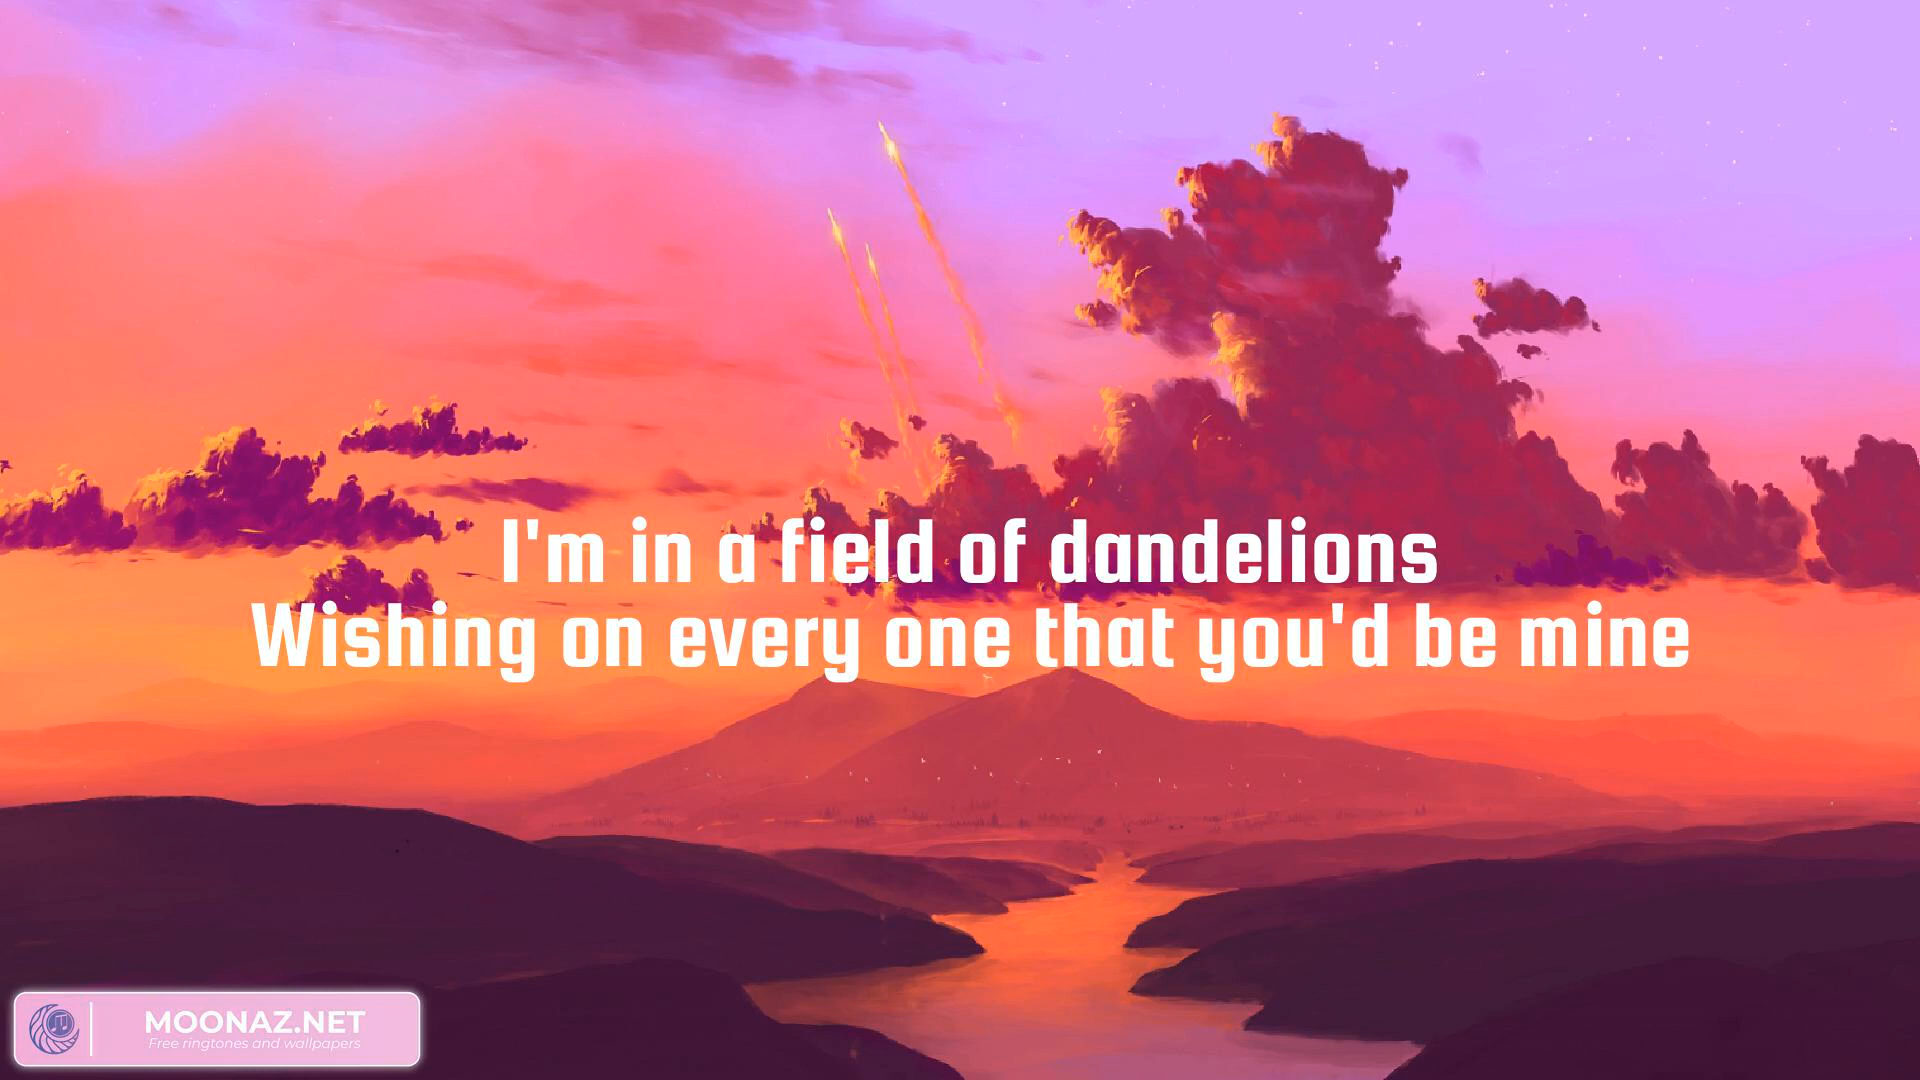 I'm in a field of dandelions
Wishing on every one that you'd be mine
MOONAZ.NET
Free ringtones and wallpapers